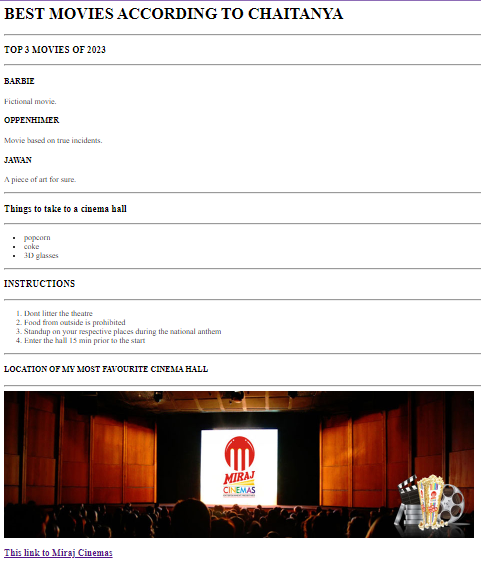 BEST MOVIES ACCORDING TO CHAITANYA
TOP 3 MOVIES OF 2023
BARBIE
Fictional movie.
OPPENHIMER
Movie based on true incidents.
JAWAN
A piece of art for sure.
Things to take to a cinema hall
popcorn
coke
3D glasses
INSTRUCTIONS
1. Dont litter the theatre
2. Food from outside is prohibited
3. Standup on your respective places during the national anthem
4. Enter the hall 15 min prior to the start
LOCATION OF MY MOST FAVOURITE CINEMA HALL
MIRAJ
CINEMAS
This link to Miraj Cinemas